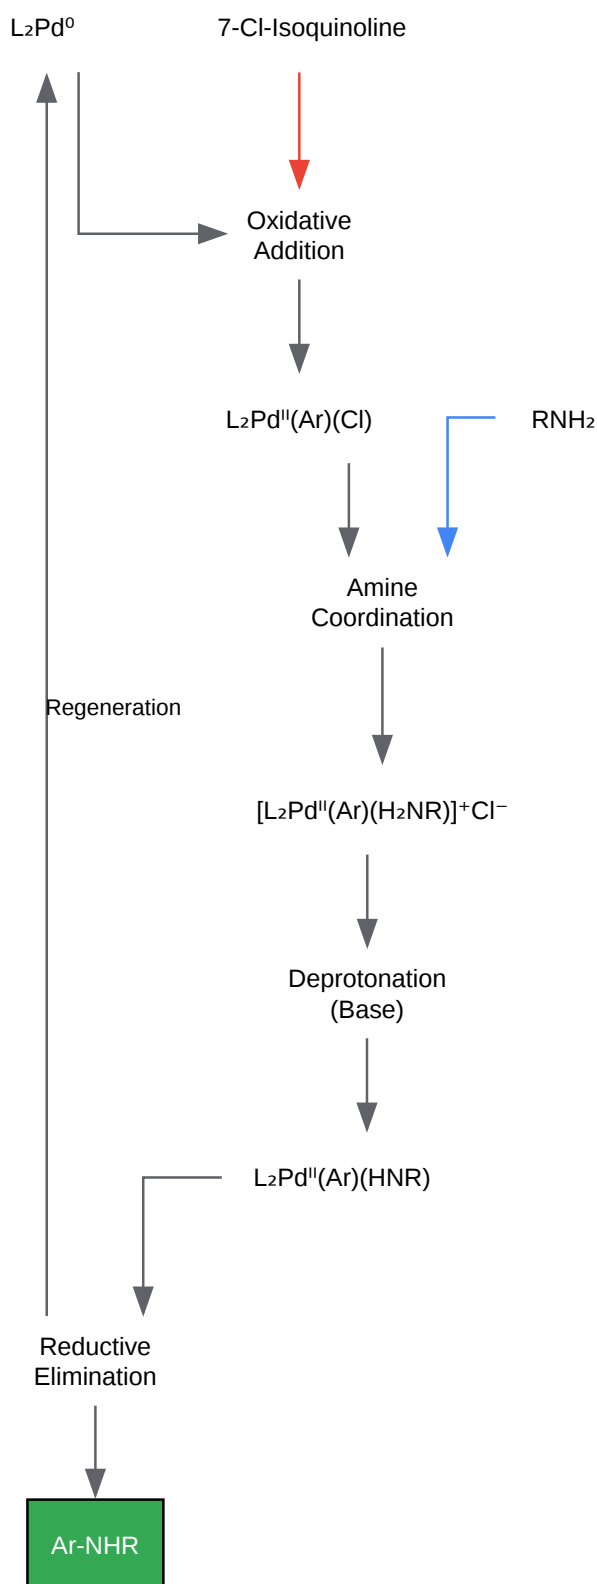 L₂Pd⁰
7-Cl-Isoquinoline
Oxidative
Addition
L₂Pdᴵᴵ(Ar)(Cl)
RNH₂
Amine
Coordination
Regeneration
[L₂Pdᴵᴵ(Ar)(H₂NR)]⁺Cl⁻
Deprotonation
(Base)
L₂Pdᴵᴵ(Ar)(HNR)
Reductive
Elimination
Ar-NHR